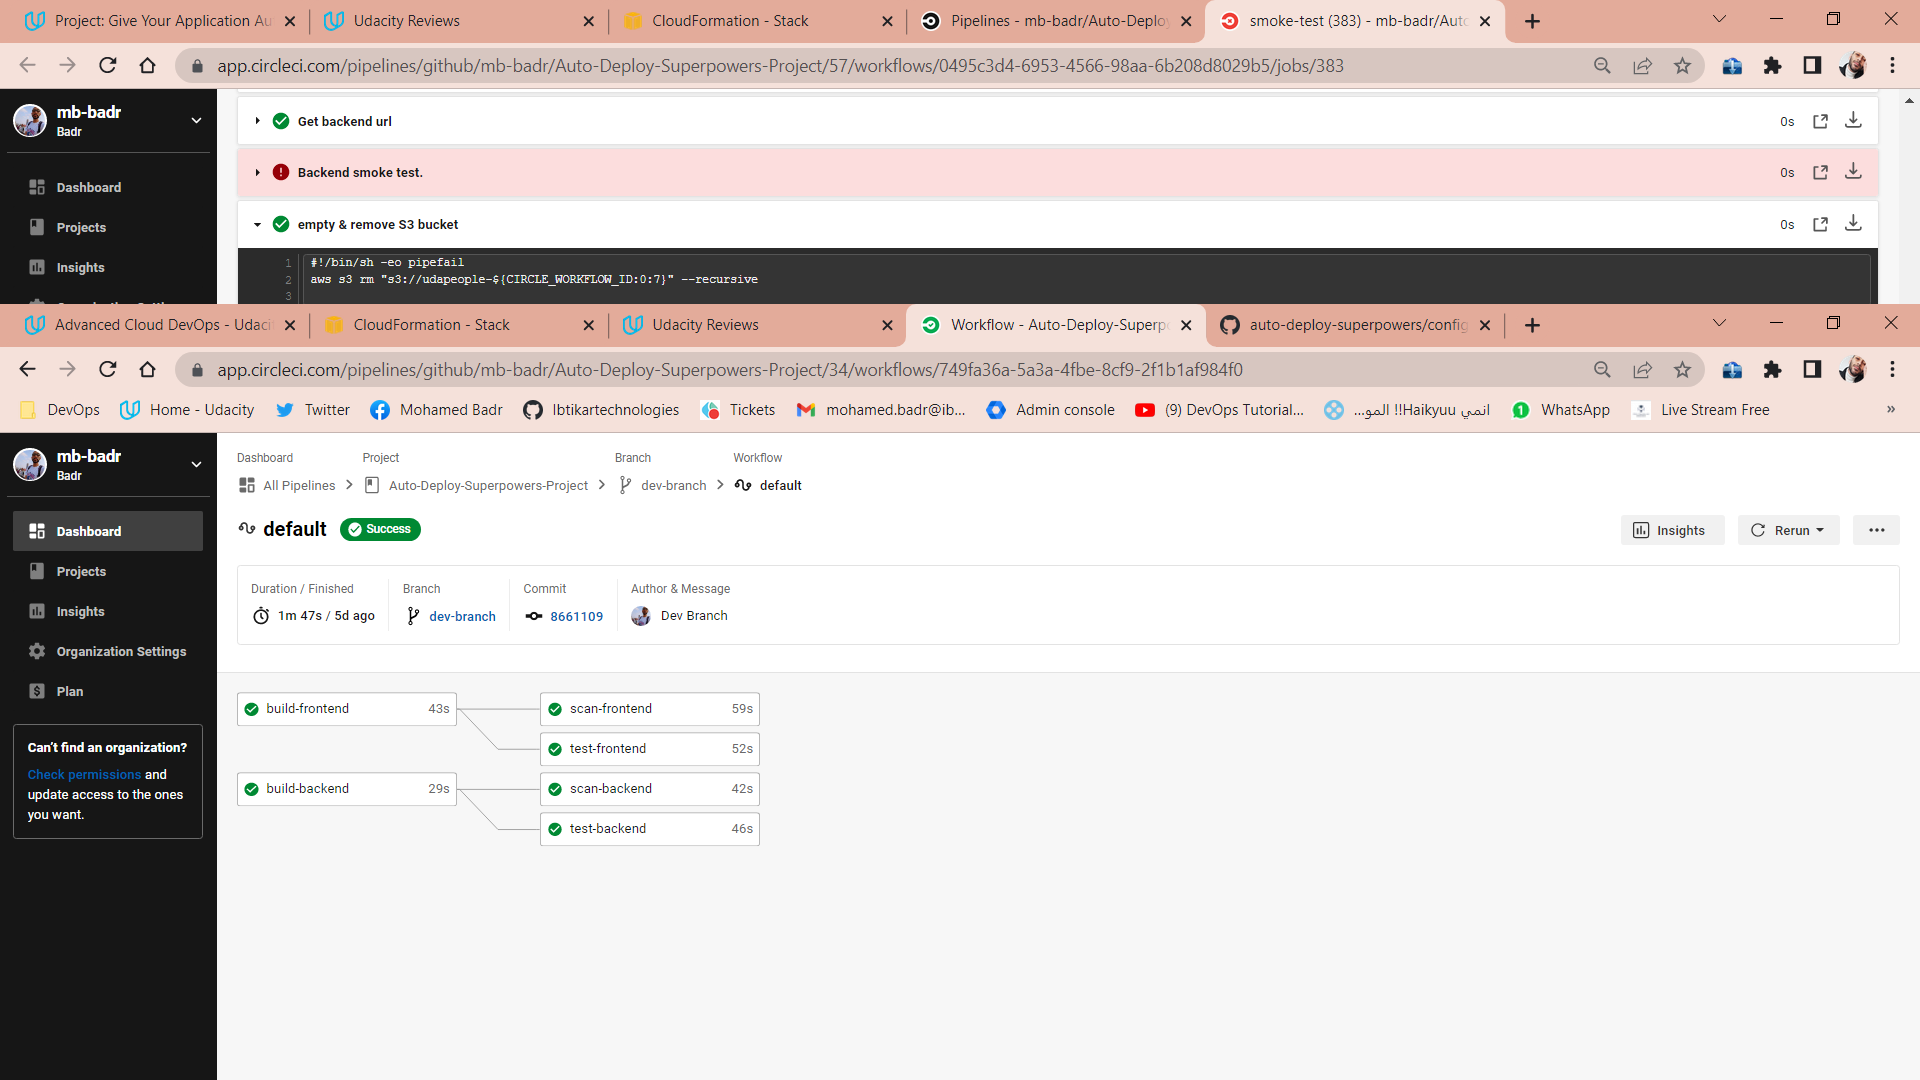 Project: Give Your Application Au
Udacity Reviews
CloudFormation - Stack
Pipelines - mb-badr/Auto-Deploy
smoke-test (383) - mb-badr/Auto
app.circleci.com/pipelines/github/mb-badr/Auto-Deploy-Superpowers-Project/57/workflows/0495c3d4-6953-4566-98aa-6b208d8029b5/jobs/383
mb-badr
Badr
Dashboard
Projects
Insights
Get backend url
0s
Backend smoke test.
0s
empty & remove S3 bucket
0s
1 #!/bin/sh -eo pipefail
2 aws s3 rm "s3://udapeople-${CIRCLE_WORKFLOW_ID:0:7}" --recursive
3
Advanced Cloud DevOps - Udaci
CloudFormation - Stack
Udacity Reviews
Workflow - Auto-Deploy-Superp
auto-deploy-superpowers/config
app.circleci.com/pipelines/github/mb-badr/Auto-Deploy-Superpowers-Project/34/workflows/749fa36a-5a3a-4fbe-8cf9-2f1b1af984f0
DevOps
Home - Udacity
Twitter
Mohamed Badr
Ibtikartechnologies
Tickets
mohamed.badr@ib...
Admin console
(9) DevOps Tutorial...
انمي Haikyuu!! المو...
1 WhatsApp
Live Stream Free
»
mb-badr
Badr
Dashboard
Projects
Insights
Organization Settings
Plan
Can't find an organization?
Check permissions and
update access to the ones
you want.
Dashboard Project Branch Workflow
All Pipelines > Auto-Deploy-Superpowers-Project > dev-branch > default
default Success
Insights
Rerun
Duration / Finished Branch Commit Author & Message
1m 47s / 5d ago dev-branch 8661109 Dev Branch
build-frontend 43s
scan-frontend 59s
test-frontend 52s
build-backend 29s
scan-backend 42s
test-backend 46s